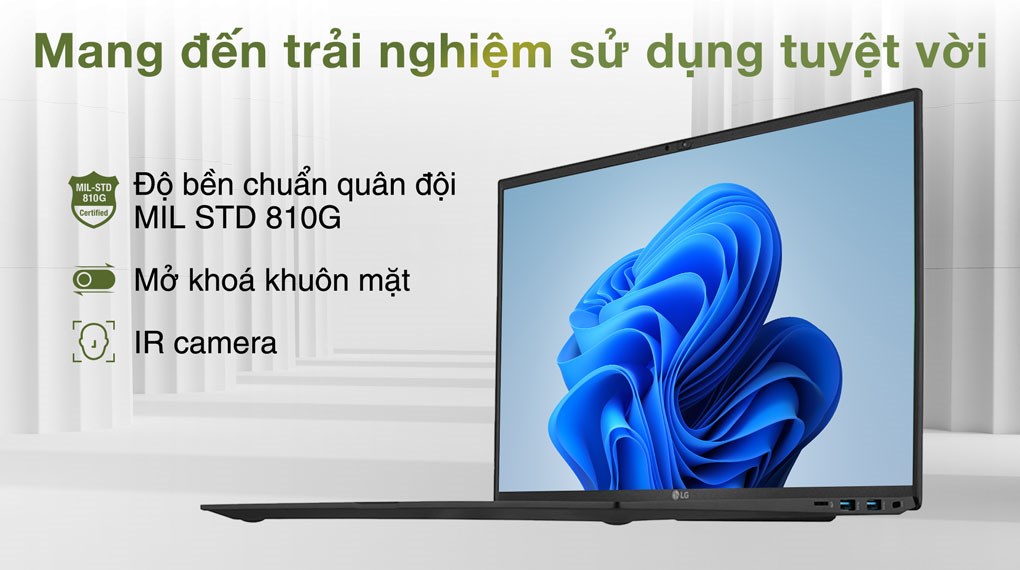 Mang đến trải nghiệm sử dụng tuyệt vời
MIL-STD
810G
Certified
Độ bền chuẩn quân đội
MIL STD 810G
Mở khoá khuôn mặt
IR camera
LG